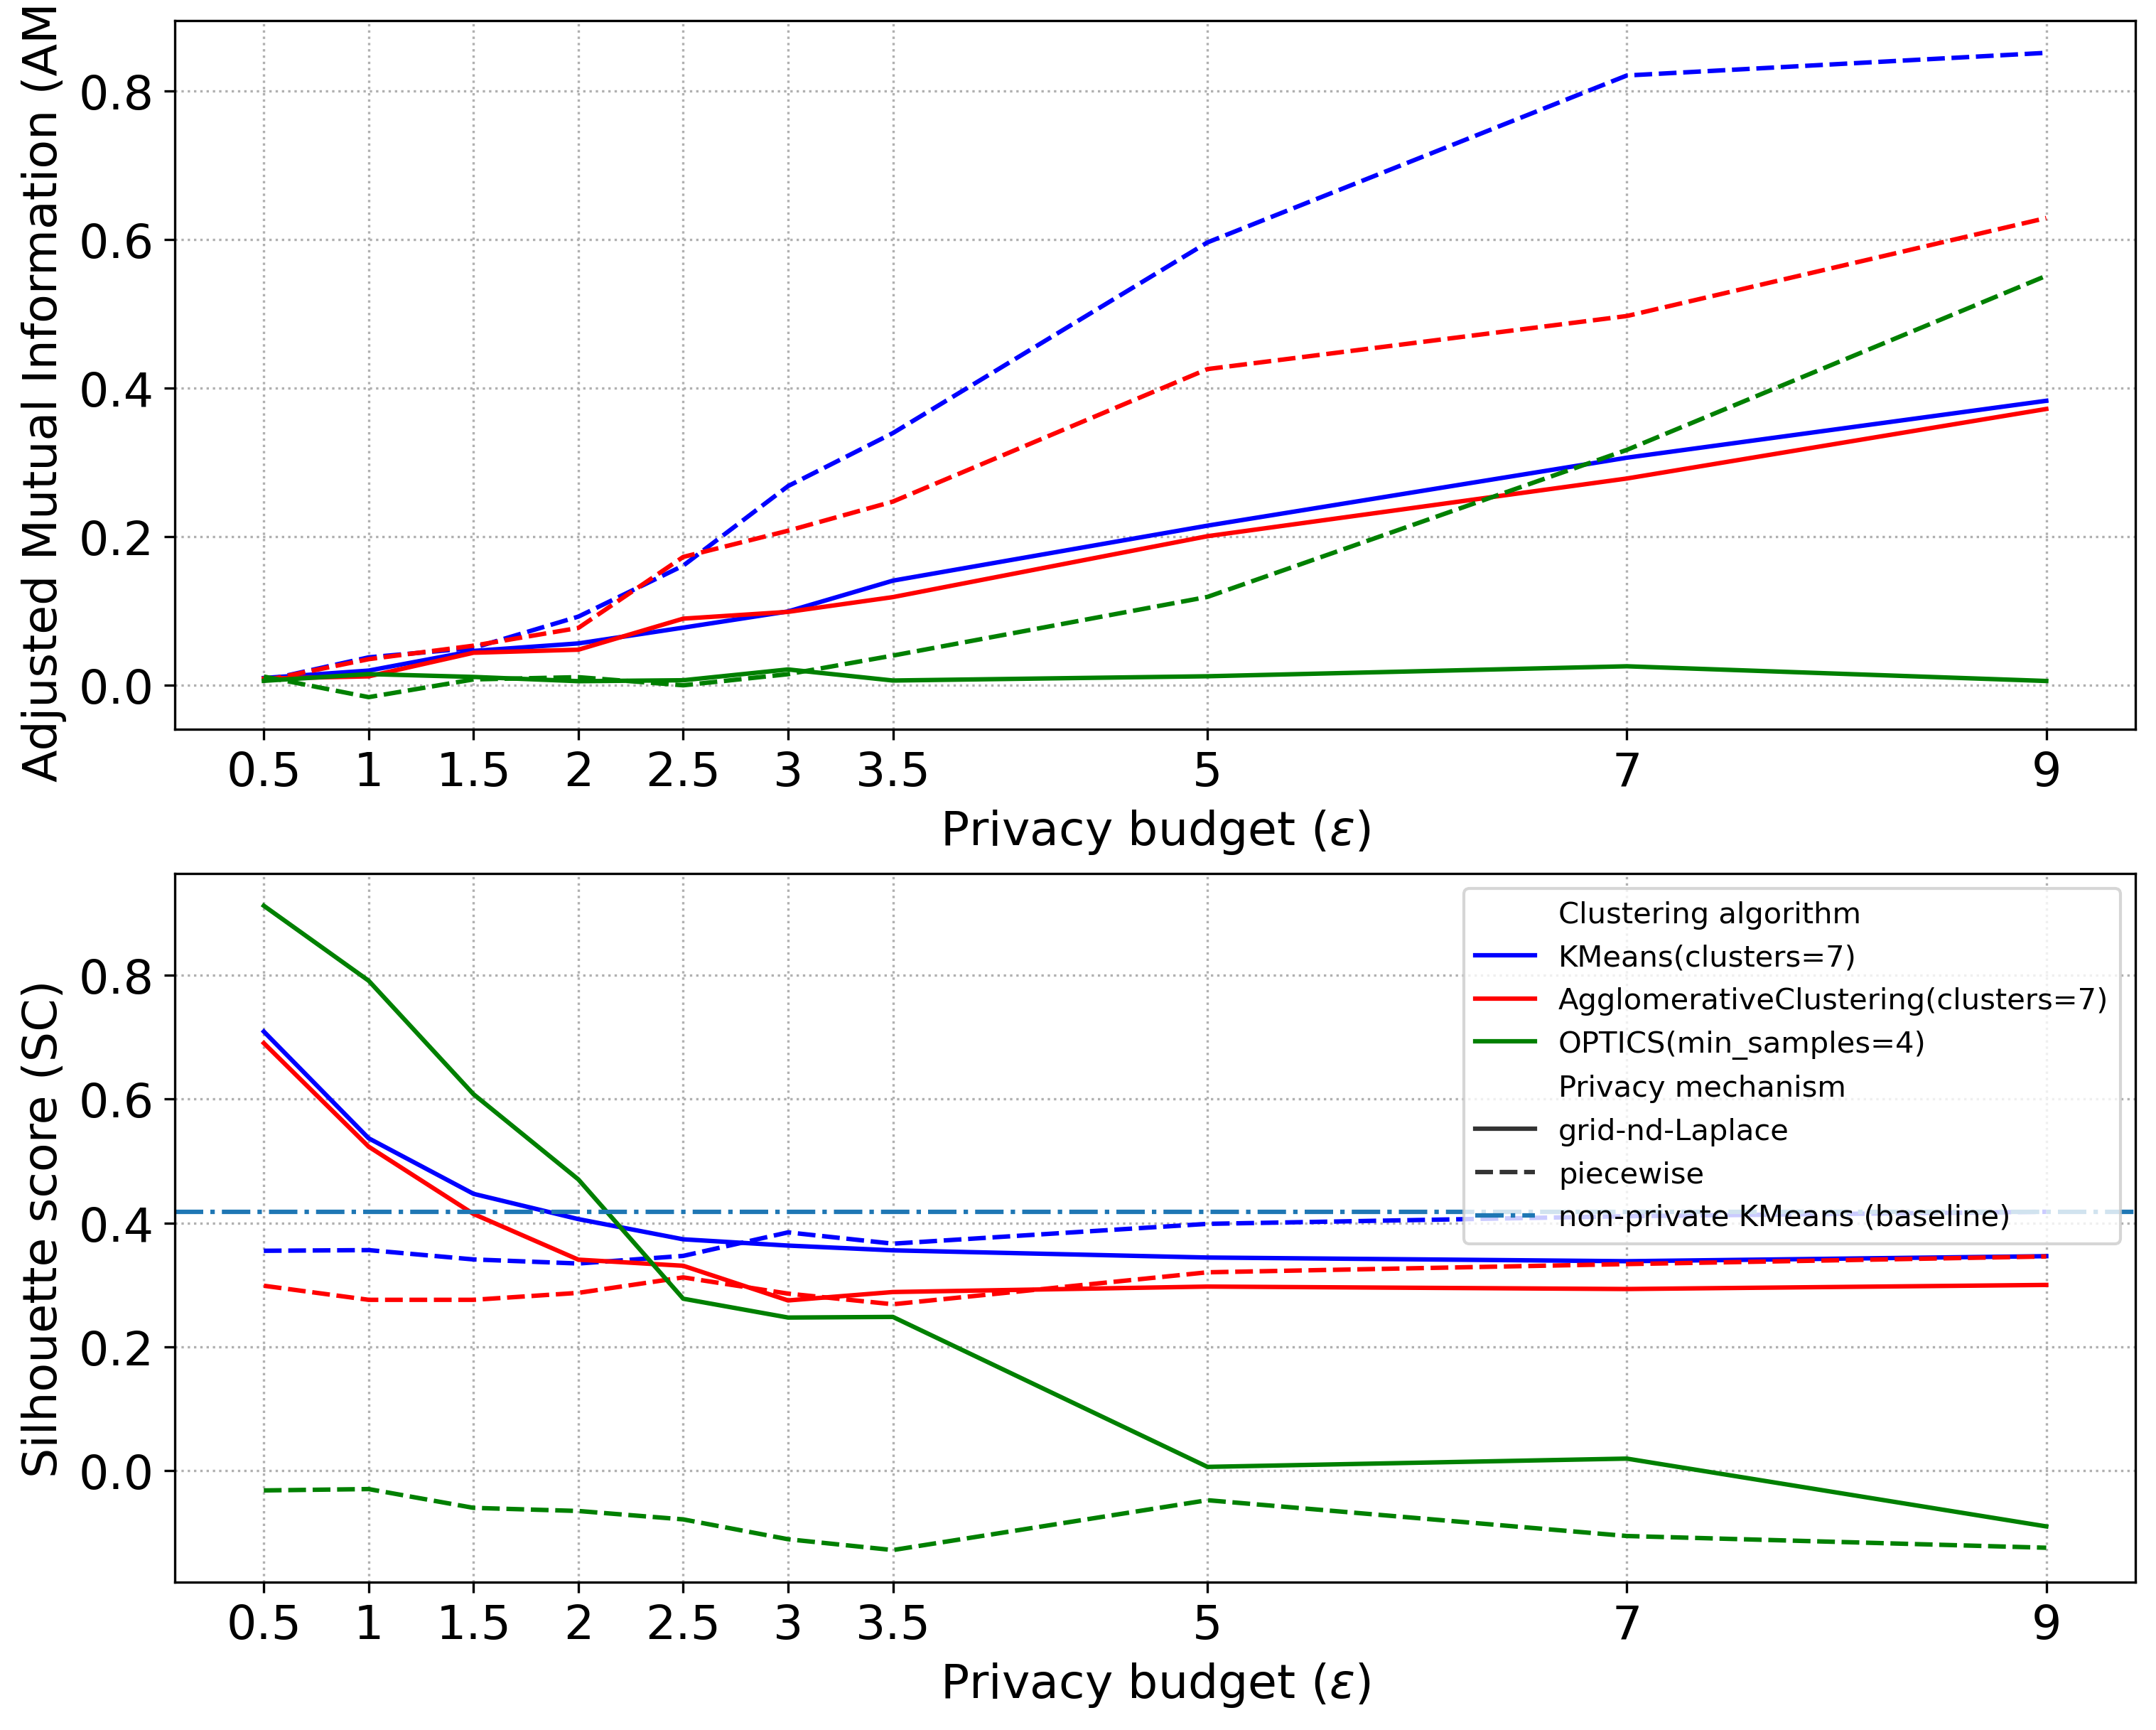 Adjusted Mutual Information (AM
0.8
0.6
0.4
0.2
0.0
0.5 1 1.5 2 2.5 3 3.5 5 7 9
Privacy budget (ε)
Silhouette score (SC)
0.8
0.6
0.4
0.2
0.0
Clustering algorithm
KMeans(clusters=7)
AgglomerativeClustering(clusters=7)
OPTICS(min_samples=4)
Privacy mechanism
grid-nd-Laplace
piecewise
non-private KMeans (baseline)
0.5 1 1.5 2 2.5 3 3.5 5 7 9
Privacy budget (ε)